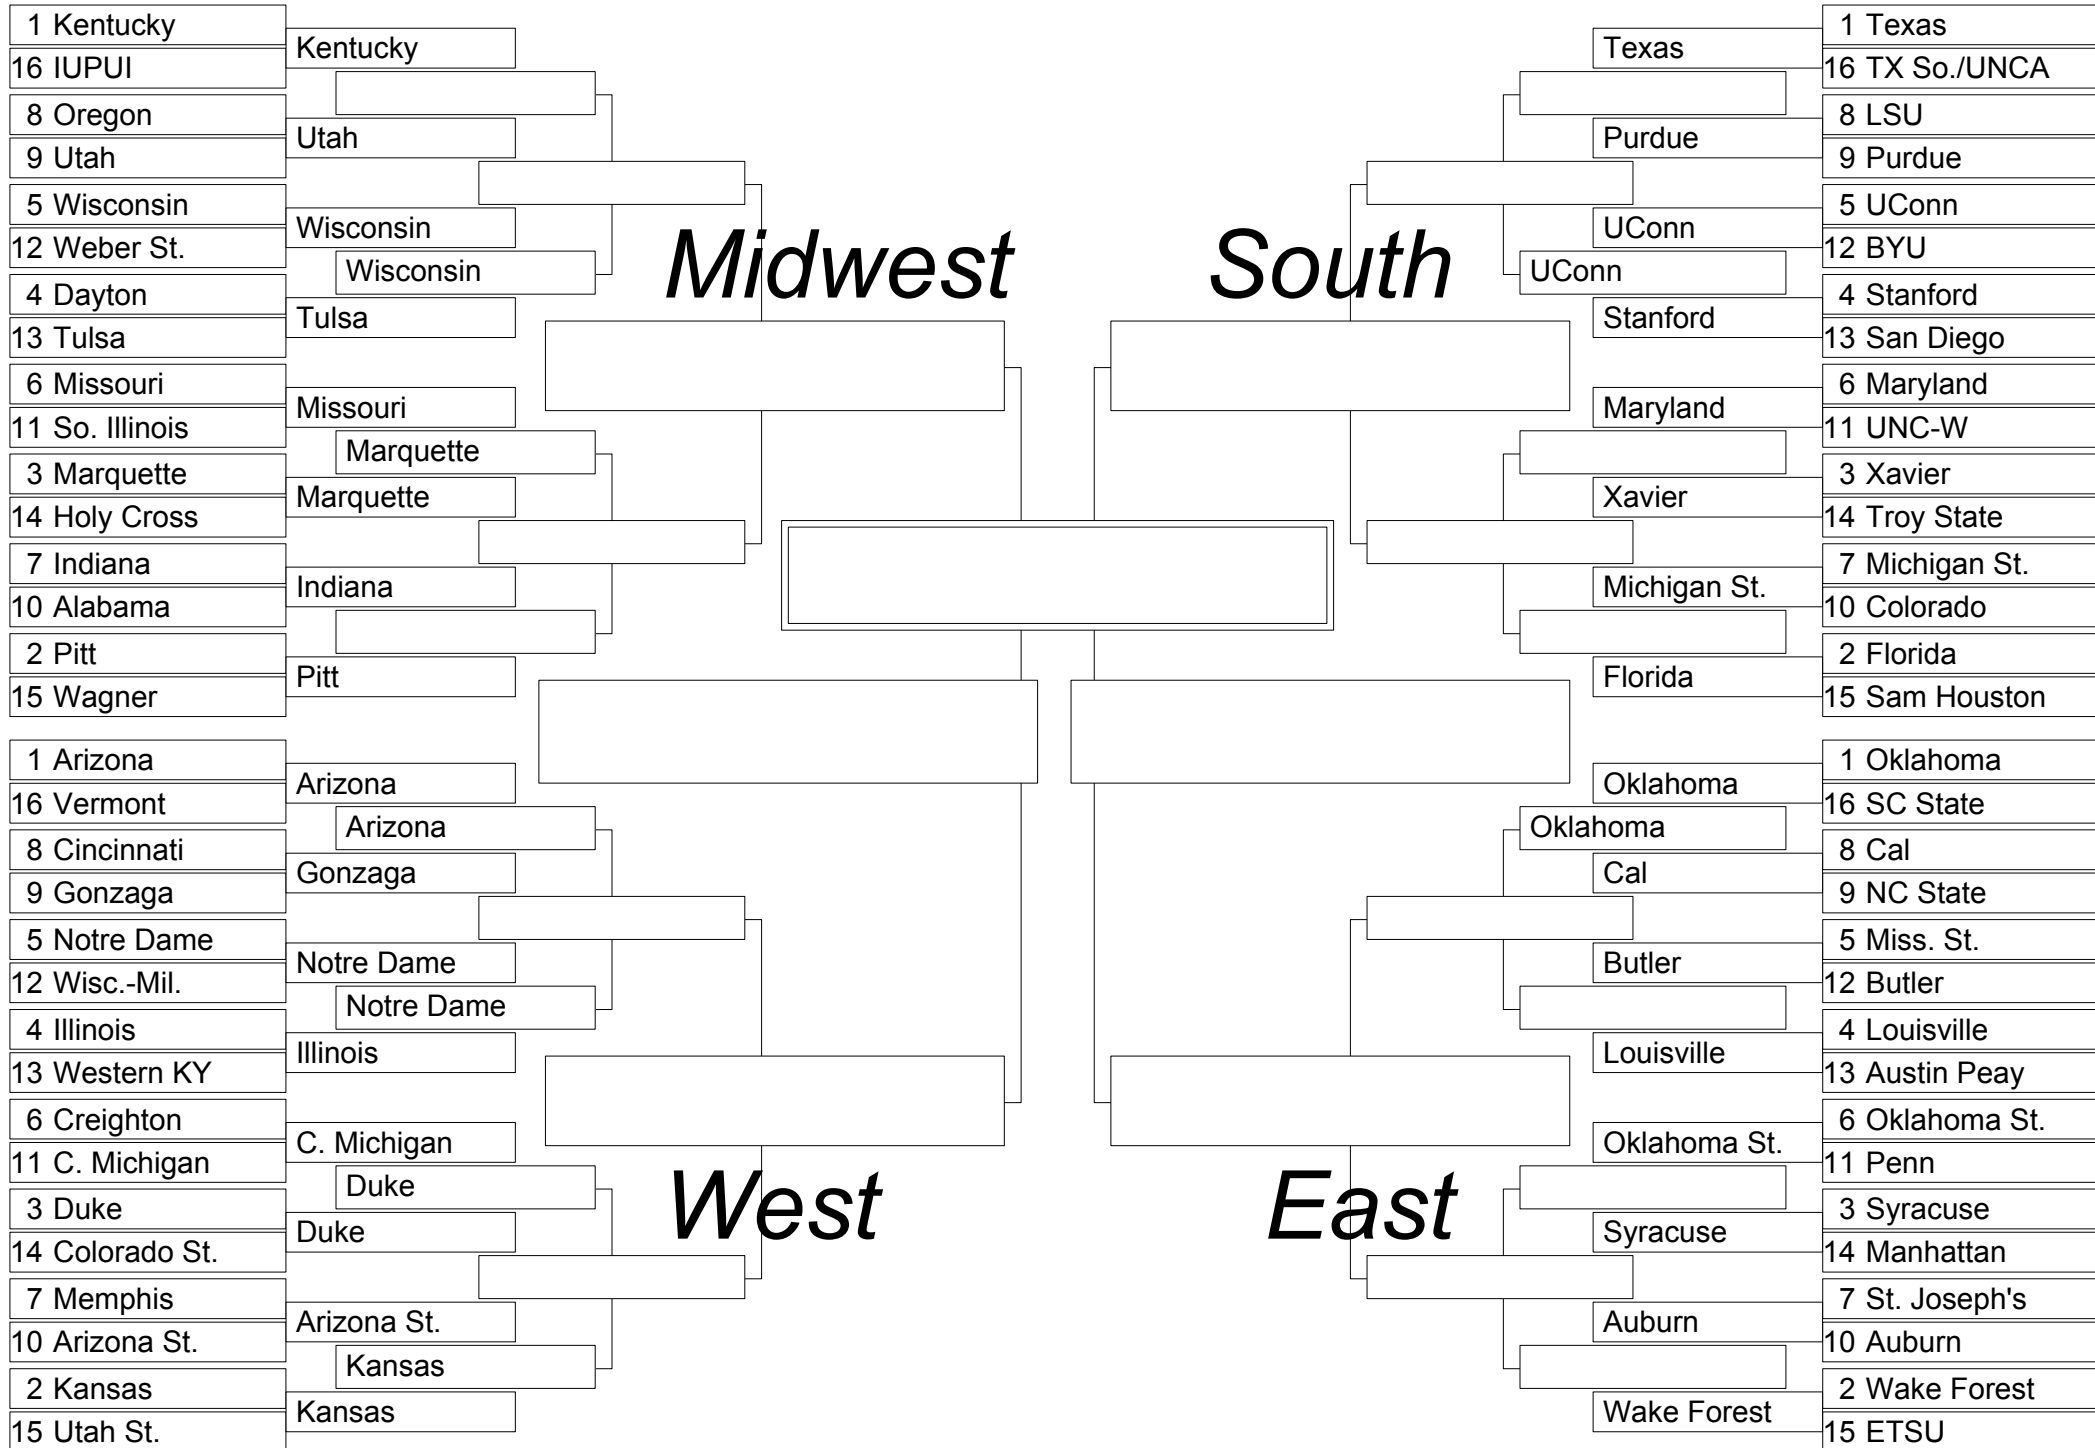 1 Kentucky
16 IUPUI
8 Oregon
9 Utah
5 Wisconsin
12 Weber St.
4 Dayton
13 Tulsa
6 Missouri
11 So. Illinois
3 Marquette
14 Holy Cross
7 Indiana
10 Alabama
2 Pitt
15 Wagner
Kentucky
Utah
Wisconsin
Tulsa
Missouri
Marquette
Indiana
Pitt
Wisconsin
Marquette
Midwest
1 Arizona
16 Vermont
8 Cincinnati
9 Gonzaga
5 Notre Dame
12 Wisc.-Mil.
4 Illinois
13 Western KY
6 Creighton
11 C. Michigan
3 Duke
14 Colorado St.
7 Memphis
10 Arizona St.
2 Kansas
15 Utah St.
Arizona
Gonzaga
Notre Dame
Illinois
C. Michigan
Duke
Arizona St.
Kansas
Arizona
Notre Dame
Duke
Kansas
West
South
UConn
Texas
Purdue
UConn
Stanford
Maryland
Xavier
Michigan St.
Florida
1 Texas
16 TX So./UNCA
8 LSU
9 Purdue
5 UConn
12 BYU
4 Stanford
13 San Diego
6 Maryland
11 UNC-W
3 Xavier
14 Troy State
7 Michigan St.
10 Colorado
2 Florida
15 Sam Houston
East
Oklahoma
Oklahoma
Cal
Butler
Louisville
Oklahoma St.
Syracuse
Auburn
Wake Forest
1 Oklahoma
16 SC State
8 Cal
9 NC State
5 Miss. St.
12 Butler
4 Louisville
13 Austin Peay
6 Oklahoma St.
11 Penn
3 Syracuse
14 Manhattan
7 St. Joseph's
10 Auburn
2 Wake Forest
15 ETSU